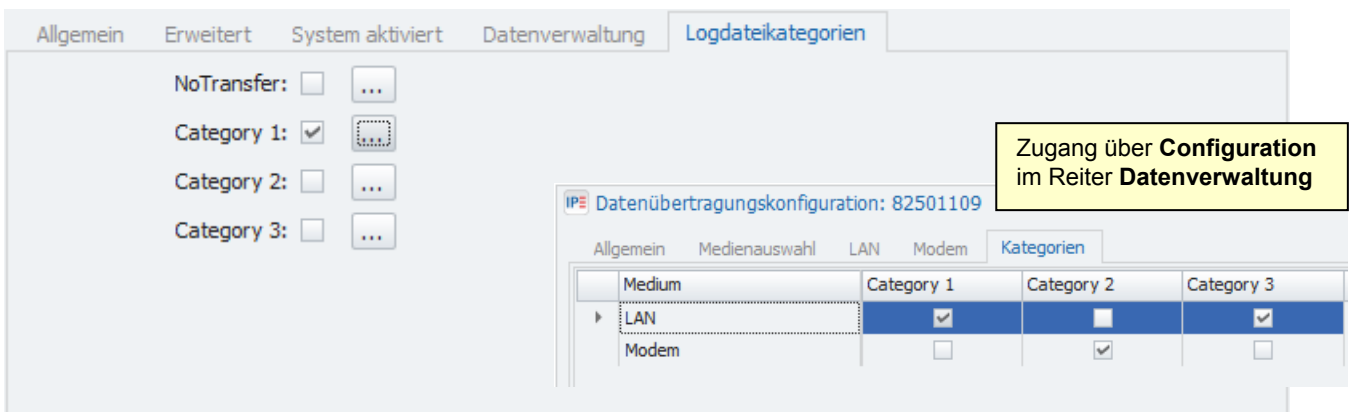 Allgemein Erweitert System aktiviert Datenverwaltung Logdateikategorien
NoTransfer: ...
Category 1: ...
Category 2: ...
Category 3: ...
Zugang über Configuration
im Reiter Datenverwaltung
IPE Datenübertragungskonfiguration: 82501109
Allgemein Medienauswahl LAN Modem Kategorien
Medium Category 1 Category 2 Category 3
LAN
Modem